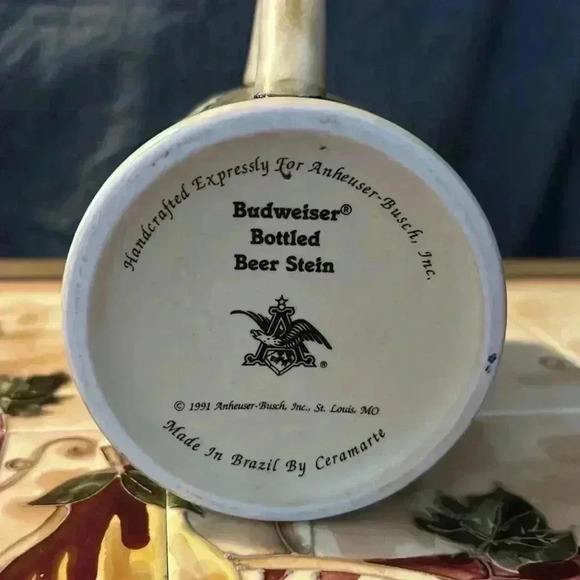 Handcrafted Expressly For Anheuser-Busch, Inc.
Budweiser®
Bottled
Beer Stein
A
®
© 1991 Anheuser-Busch, Inc., St. Louis, MO
Made In Brazil By Ceramarte